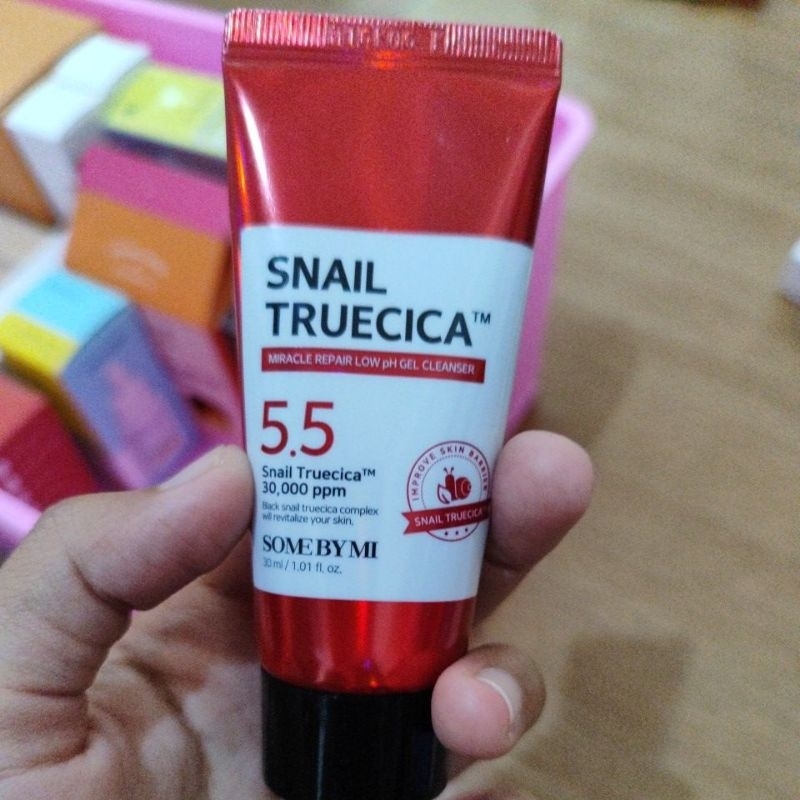 SNAIL
TRUECICA™
MIRACLE REPAIR LOW pH GEL CLEANSER
5.5
Snail Truecica™
30,000 ppm
Black snail truecica complex
will revitalize your skin.
IMPROVE SKIN BARRIER
SNAIL TRUECICA
SOME BY MI
30 ml / 1.01 fl. oz.